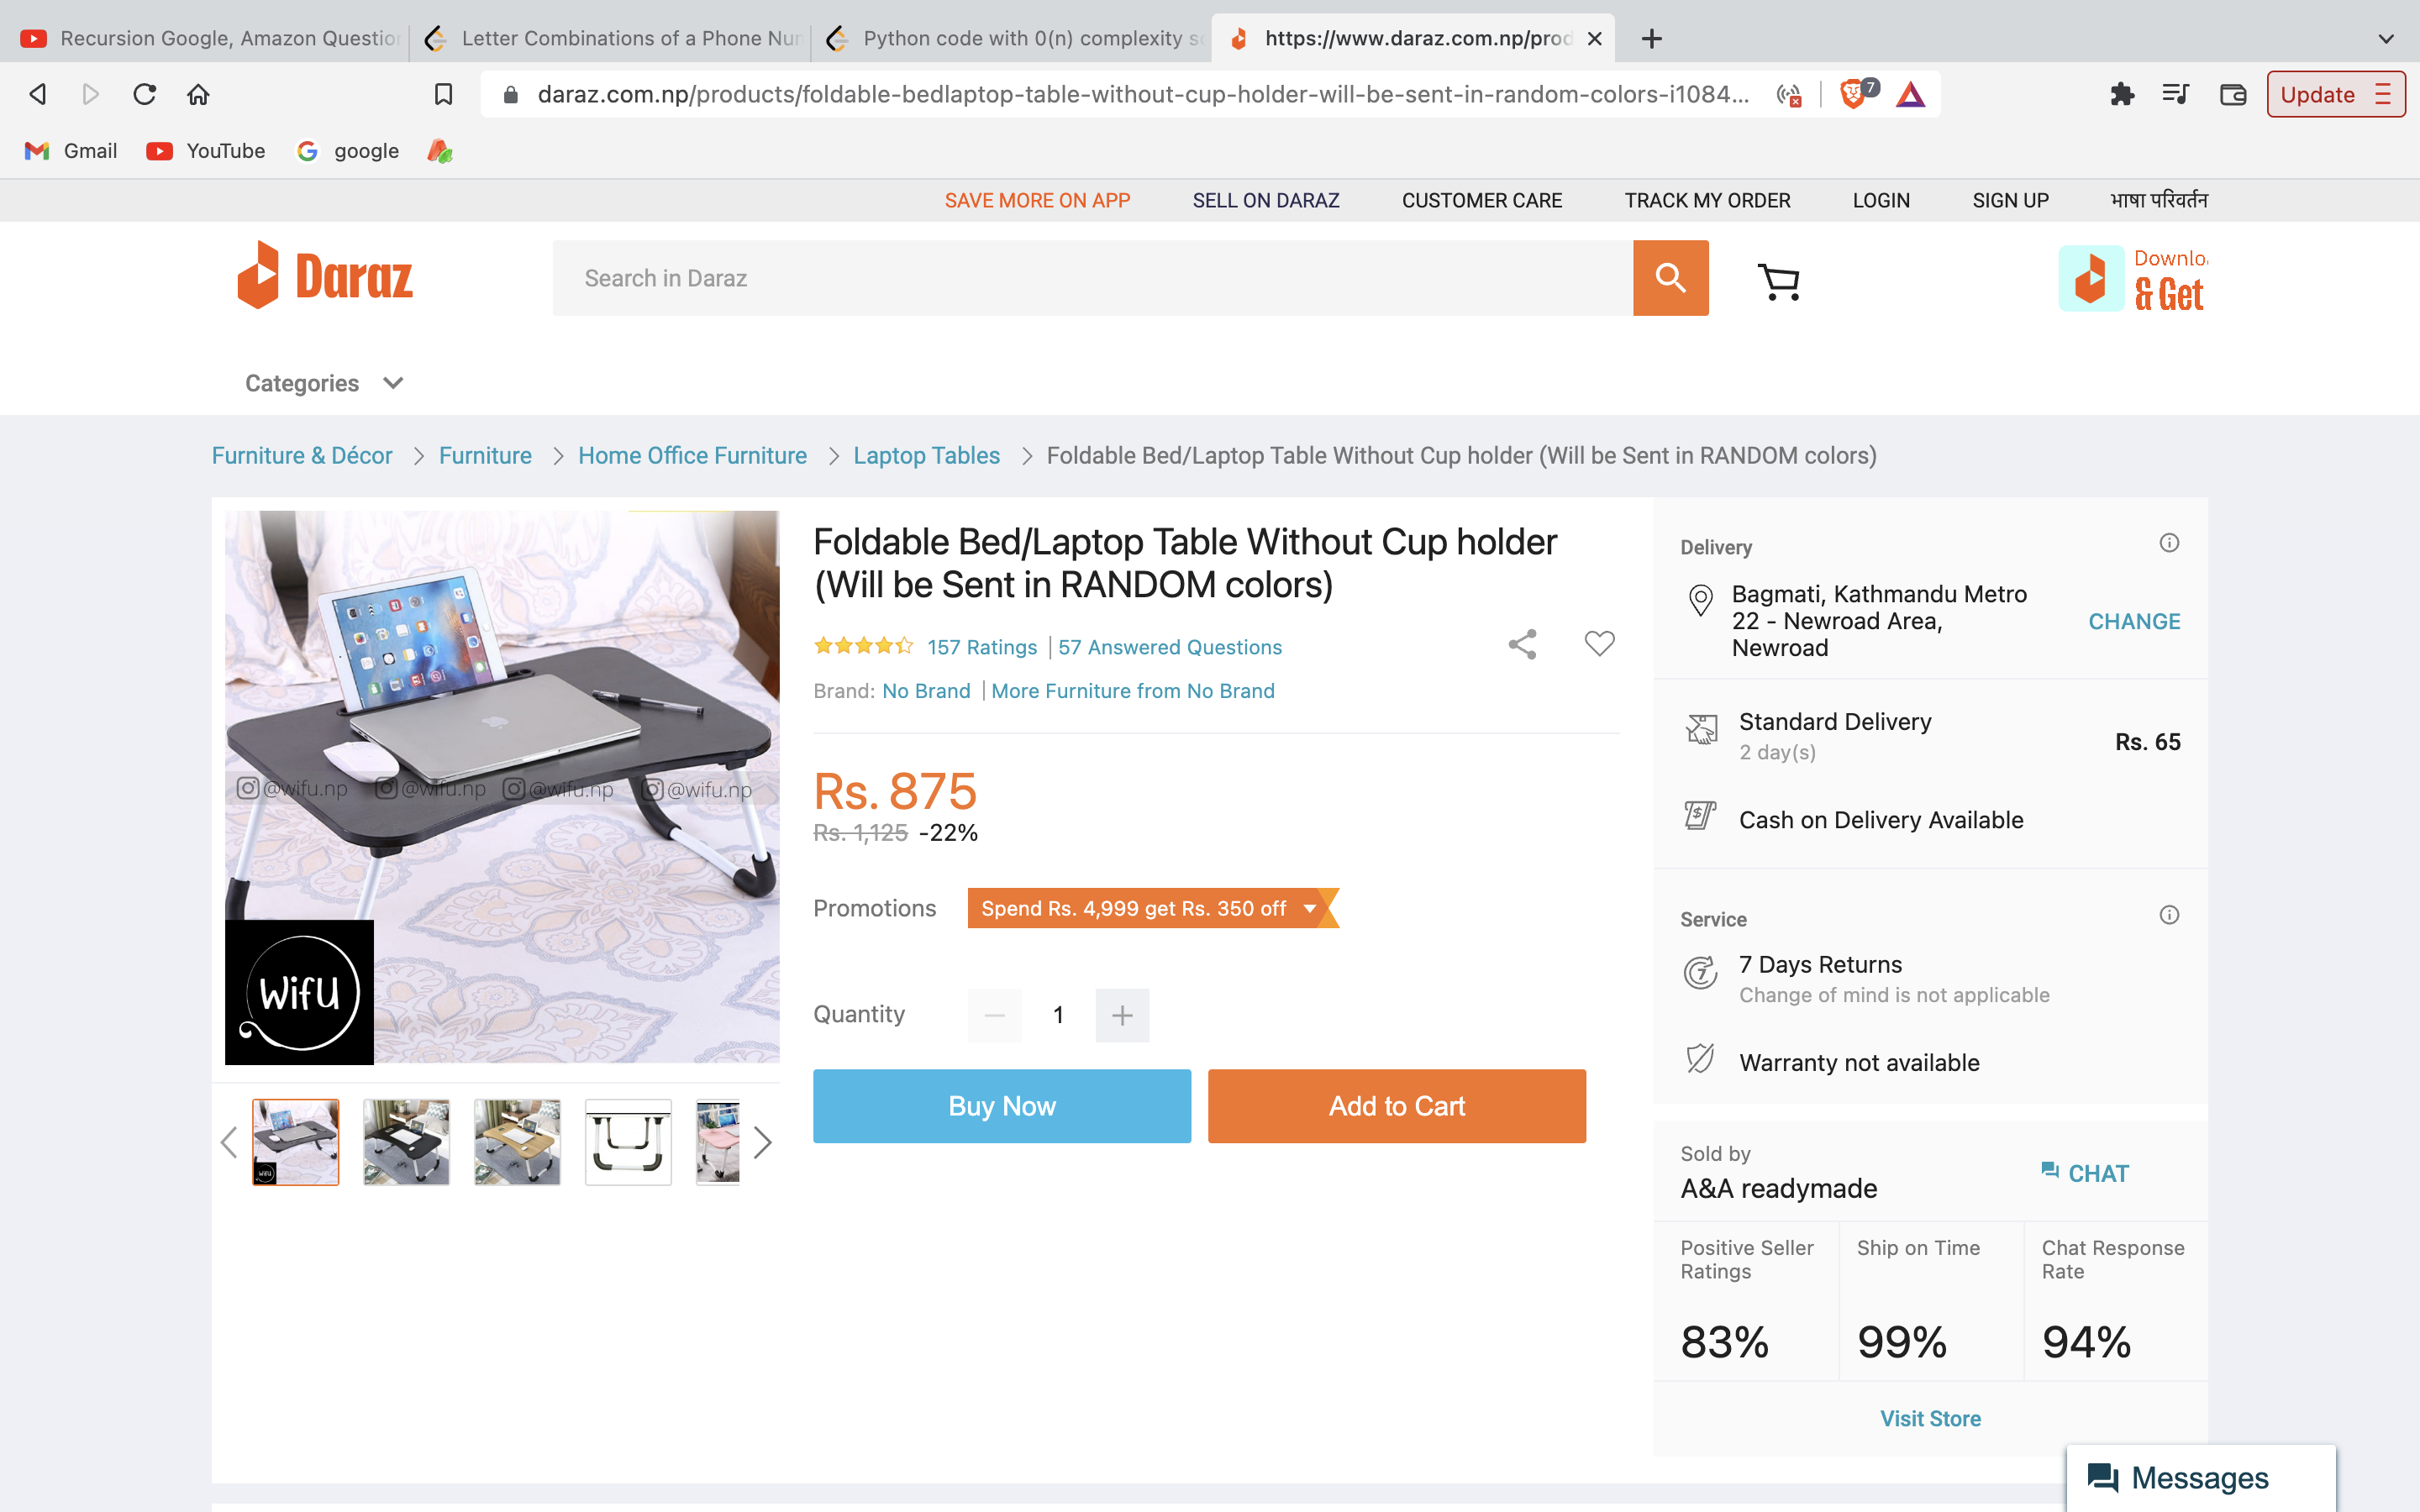 Recursion Google, Amazon Question
Letter Combinations of a Phone Nun
Python code with 0(n) complexity s
https://www.daraz.com.np/prod
daraz.com.np/products/foldable-bedlaptop-table-without-cup-holder-will-be-sent-in-random-colors-i1084...
7
Update
Gmail
YouTube
google
SAVE MORE ON APP
SELL ON DARAZ
CUSTOMER CARE
TRACK MY ORDER
LOGIN
SIGN UP
भाषा परिवर्तन
Daraz
Search in Daraz
Downlo
& Get
Categories
Furniture & Décor > Furniture > Home Office Furniture > Laptop Tables > Foldable Bed/Laptop Table Without Cup holder (Will be Sent in RANDOM colors)
@wifu.np @wifu.np @wifu.np @wifu.np
WifU
Foldable Bed/Laptop Table Without Cup holder
(Will be Sent in RANDOM colors)
157 Ratings | 57 Answered Questions
Brand: No Brand | More Furniture from No Brand
Rs. 875
Rs. 1,125 -22%
Promotions
Spend Rs. 4,999 get Rs. 350 off
Quantity
1
Buy Now
Add to Cart
Delivery
Bagmati, Kathmandu Metro
22 - Newroad Area,
Newroad
CHANGE
Standard Delivery
2 day(s)
Rs. 65
Cash on Delivery Available
Service
7 Days Returns
Change of mind is not applicable
Warranty not available
Sold by
A&A readymade
CHAT
Positive Seller
Ratings
83%
Ship on Time
99%
Chat Response
Rate
94%
Visit Store
Messages